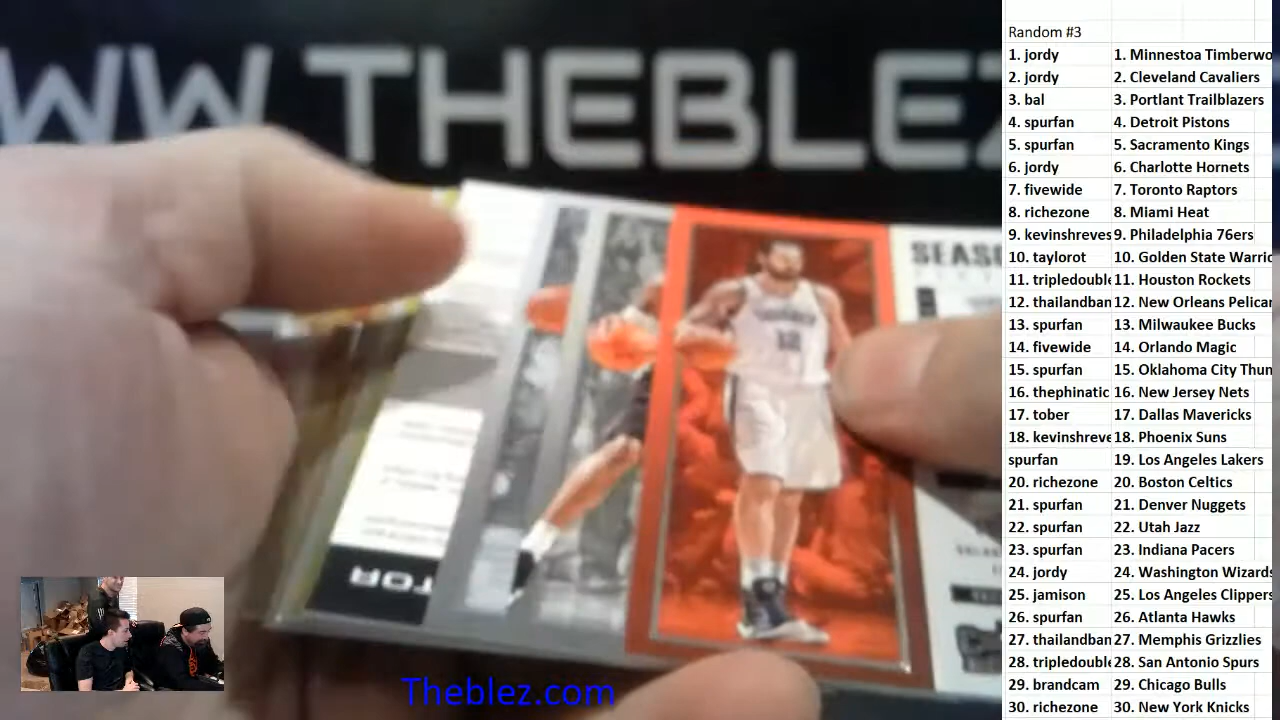 WWW THEBLEZ
SEASO
12
TOR
Theblez.com
Random #3
1. jordy 1. Minnestoa Timberwo
2. jordy 2. Cleveland Cavaliers
3. bal 3. Portlant Trailblazers
4. spurfan 4. Detroit Pistons
5. spurfan 5. Sacramento Kings
6. jordy 6. Charlotte Hornets
7. fivewide 7. Toronto Raptors
8. richezone 8. Miami Heat
9. kevinshreves 9. Philadelphia 76ers
10. taylorot 10. Golden State Warric
11. tripledouble 11. Houston Rockets
12. thailandban 12. New Orleans Pelicar
13. spurfan 13. Milwaukee Bucks
14. fivewide 14. Orlando Magic
15. spurfan 15. Oklahoma City Thun
16. thephinatic 16. New Jersey Nets
17. tober 17. Dallas Mavericks
18. kevinshreve 18. Phoenix Suns
spurfan 19. Los Angeles Lakers
20. richezone 20. Boston Celtics
21. spurfan 21. Denver Nuggets
22. spurfan 22. Utah Jazz
23. spurfan 23. Indiana Pacers
24. jordy 24. Washington Wizards
25. jamison 25. Los Angeles Clippers
26. spurfan 26. Atlanta Hawks
27. thailandban 27. Memphis Grizzlies
28. tripledouble 28. San Antonio Spurs
29. brandcam 29. Chicago Bulls
30. richezone 30. New York Knicks